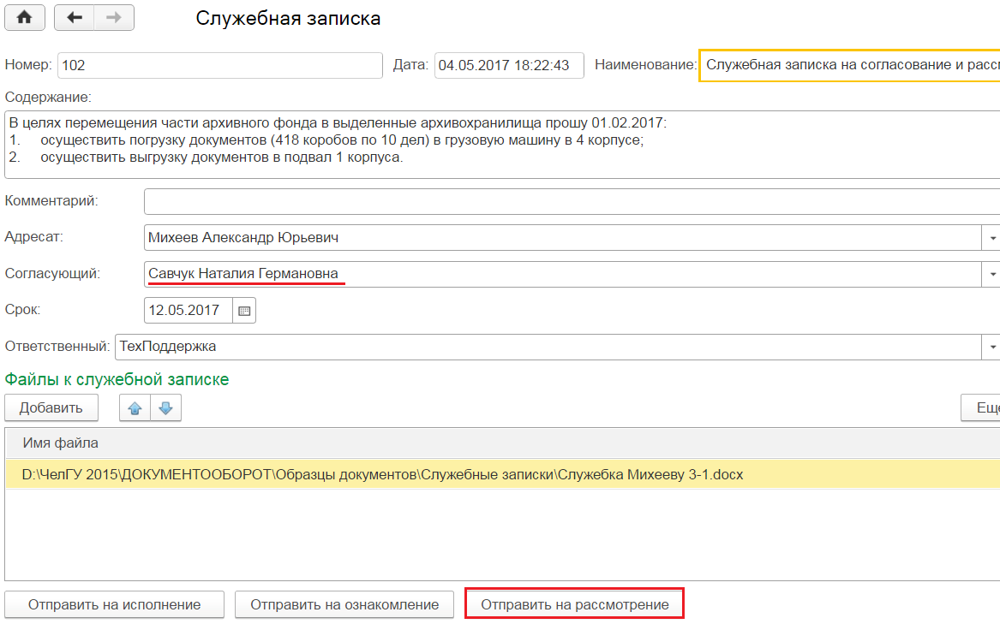 Служебная записка
Номер: 102 Дата: 04.05.2017 18:22:43 Наименование: Служебная записка на согласование и
Содержание:
В целях перемещения части архивного фонда в выделенные архивохранилища прошу 01.02.2017:
1. осуществить погрузку документов (418 коробов по 10 дел) в грузовую машину в 4 корпусе;
2. осуществить выгрузку документов в подвал 1 корпуса.
Комментарий:
Адресат: Михеев Александр Юрьевич
Согласующий: Савчук Наталия Германовна
Срок: 12.05.2017
Ответственный: ТехПоддержка
Файлы к служебной записке
Добавить Еще
Имя файла
D:\ЧелГУ 2015\ДОКУМЕНТООБОРОТ\Образцы документов\Служебные записки\Служебка Михееву 3-1.docx
Отправить на исполнение Отправить на ознакомление Отправить на рассмотрение